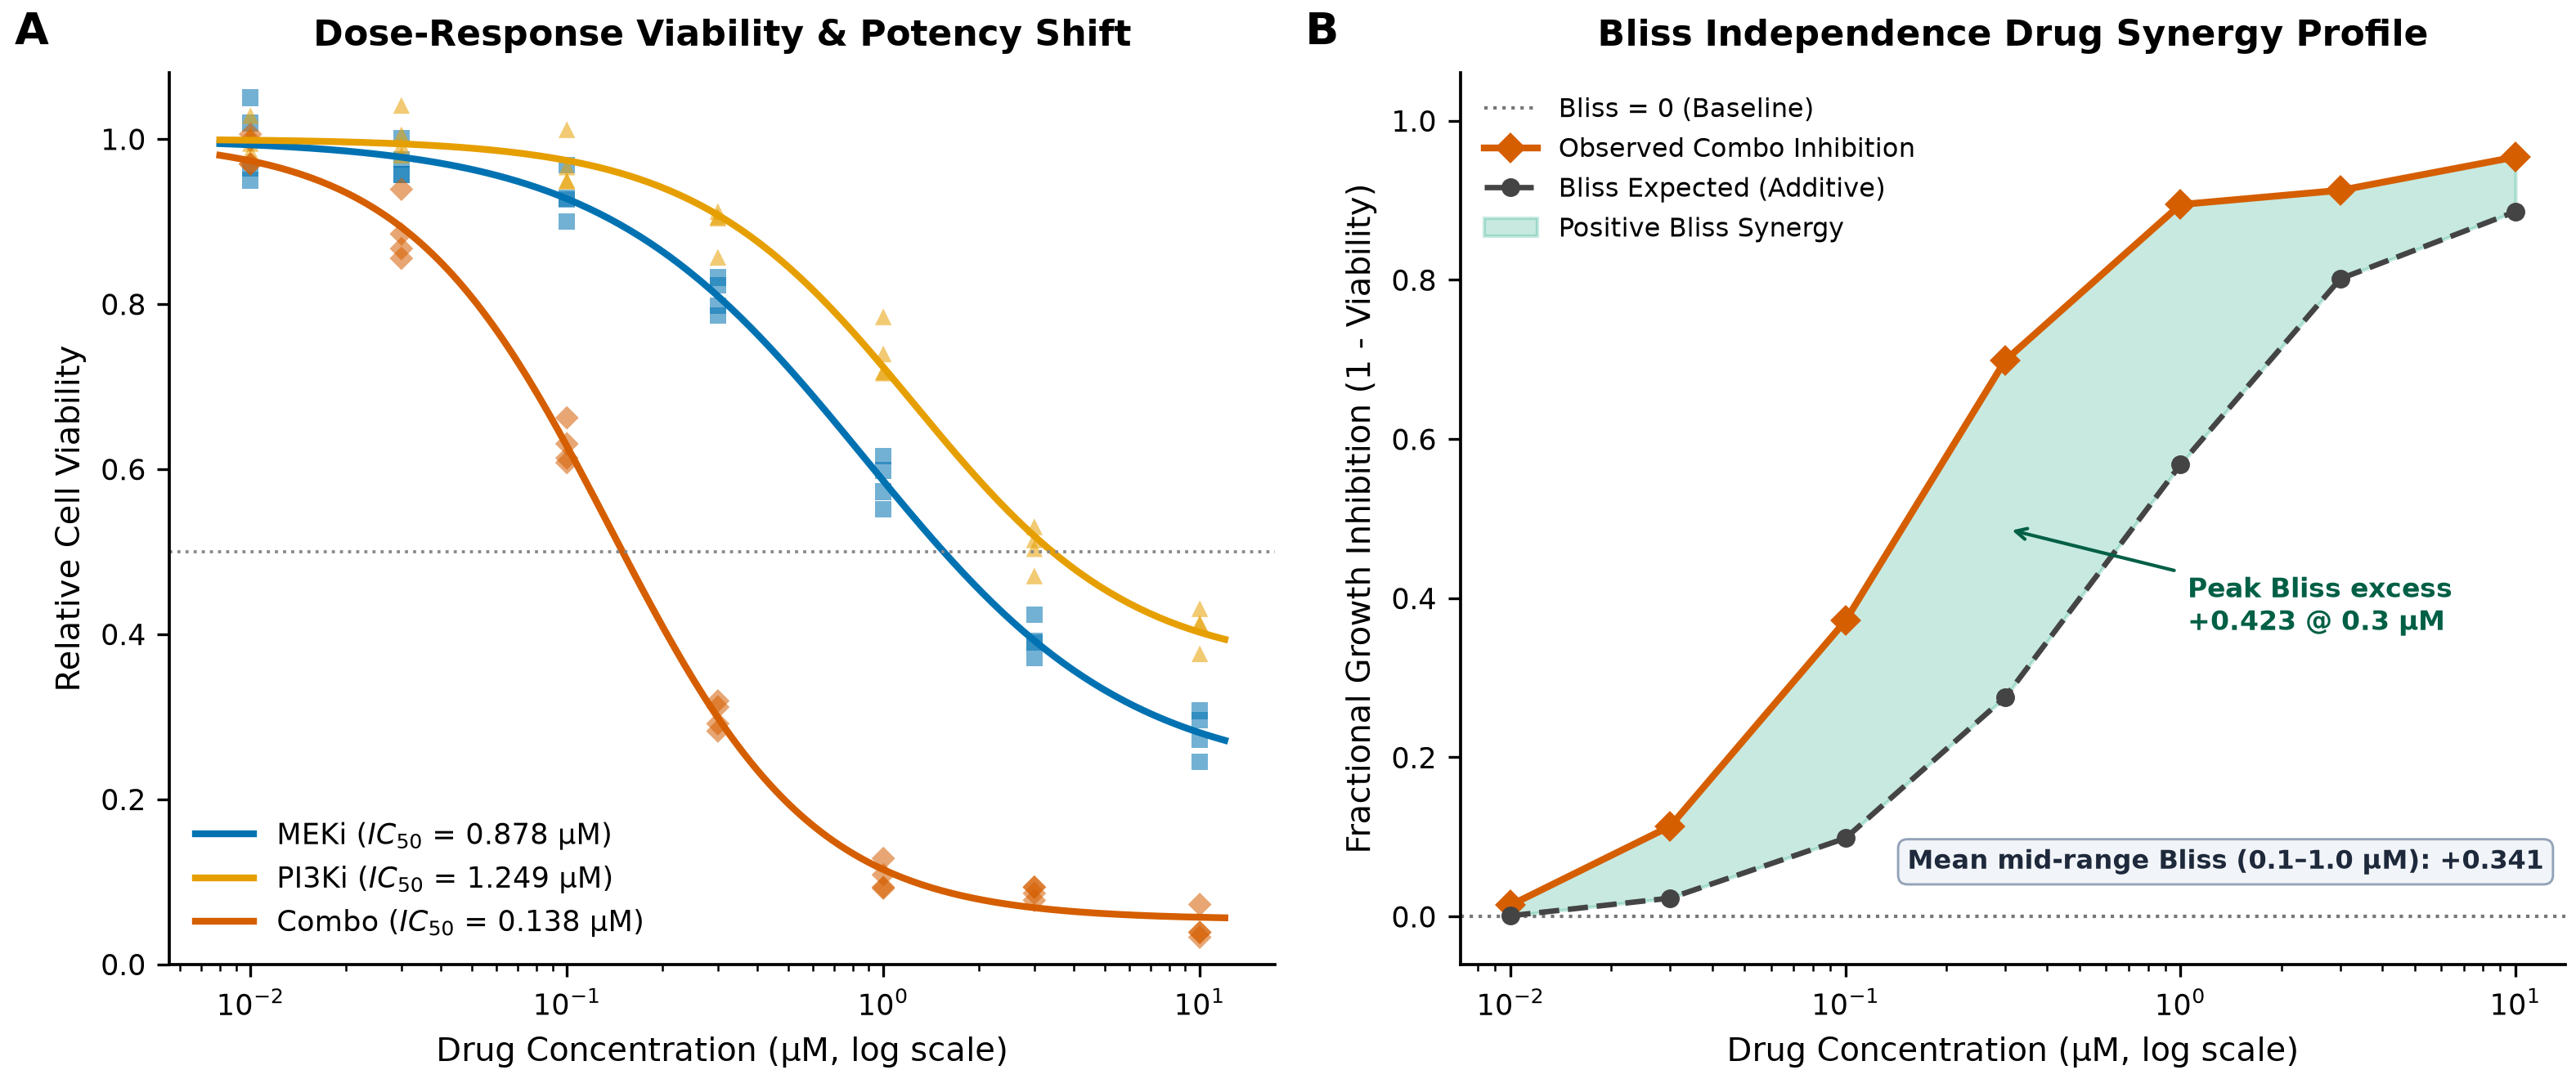 A
Dose-Response Viability & Potency Shift
Relative Cell Viability
1.0
0.8
0.6
0.4
0.2
0.0
MEKi (IC₅₀ = 0.878 µM)
PI3Ki (IC₅₀ = 1.249 µM)
Combo (IC₅₀ = 0.138 µM)
10⁻²
10⁻¹
10⁰
10¹
Drug Concentration (µM, log scale)
B
Bliss Independence Drug Synergy Profile
Fractional Growth Inhibition (1 - Viability)
1.0
0.8
0.6
0.4
0.2
0.0
Bliss = 0 (Baseline)
Observed Combo Inhibition
Bliss Expected (Additive)
Positive Bliss Synergy
Peak Bliss excess
+0.423 @ 0.3 µM
Mean mid-range Bliss (0.1–1.0 µM): +0.341
10⁻²
10⁻¹
10⁰
10¹
Drug Concentration (µM, log scale)